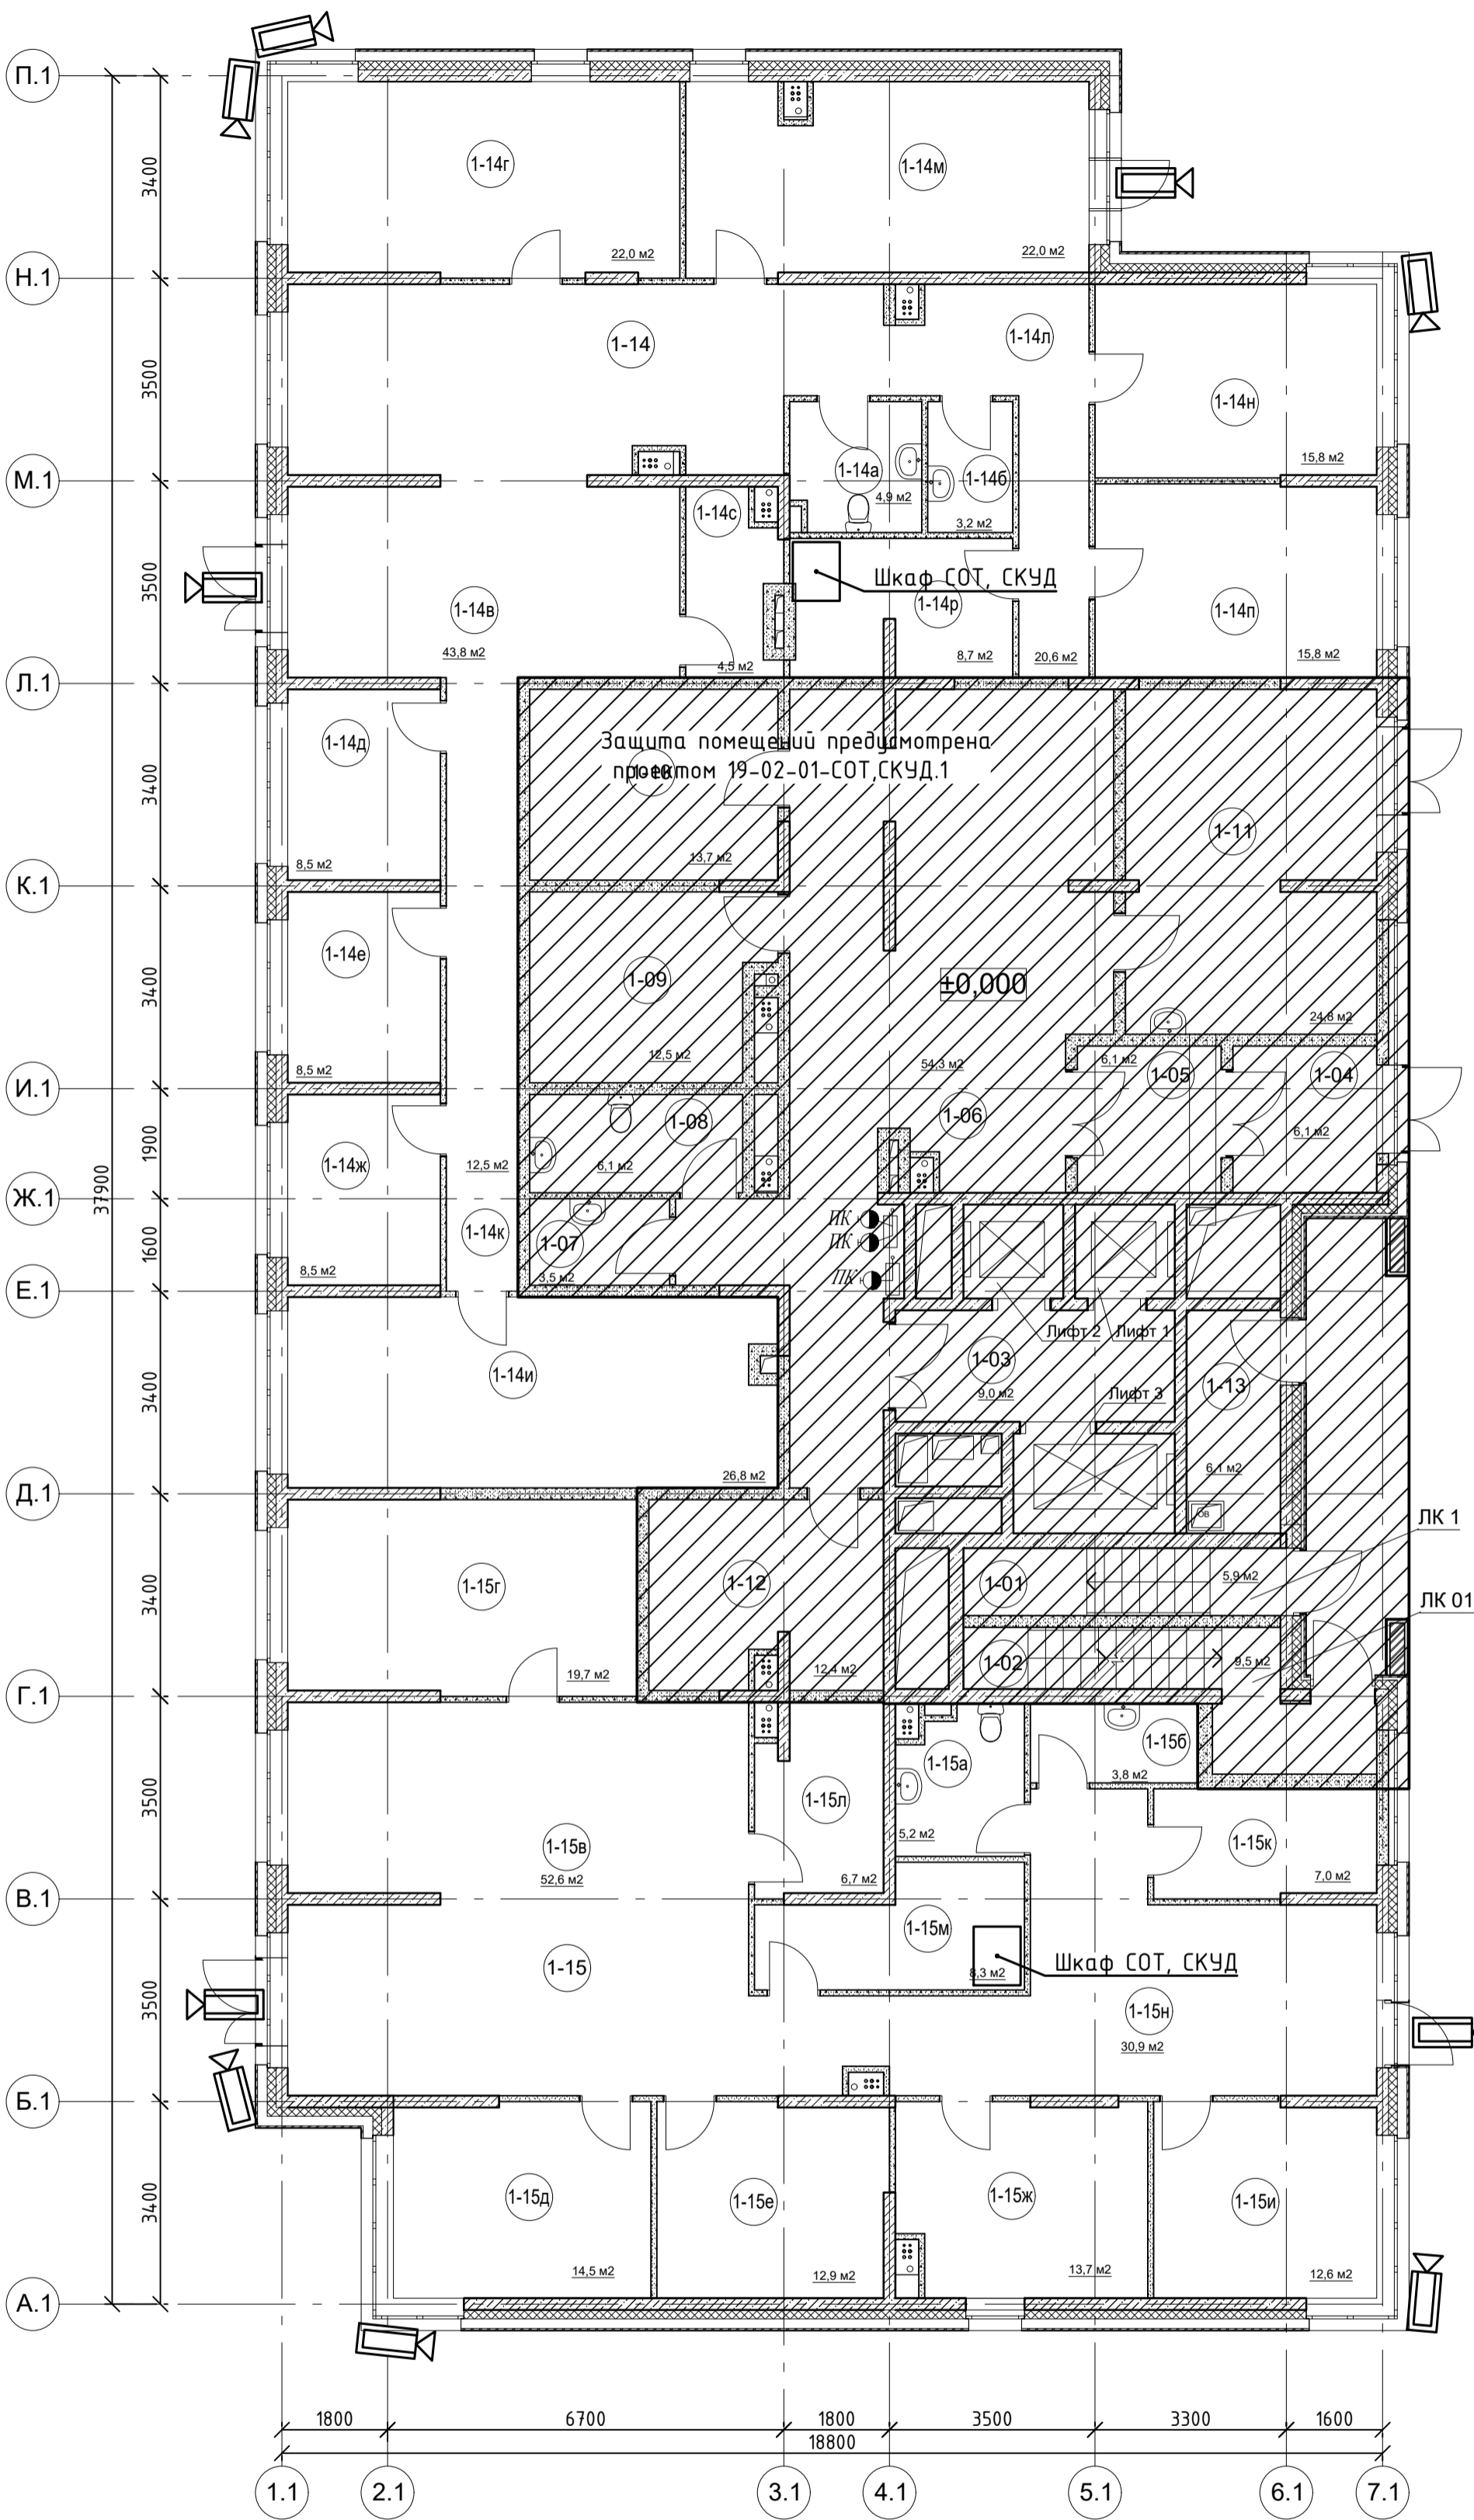 П.1
3400
1-14г
1-14м
22,0 м2
22,0 м2
Н.1
3500
1-14
1-14л
1-14н
15,8 м2
М.1
1-14а
4,9 м2
1-14б
3,2 м2
1-14с
3500
Шкаф СОТ, СКУД
1-14в
43,8 м2
4,5 м2
1-14р
8,7 м2
20,6 м2
1-14п
15,8 м2
Л.1
Защита помещений предусмотрена
проектом 19-02-01-СОТ,СКУД.1
1-14д
3400
1-10
1-11
8,5 м2
13,7 м2
К.1
1-14е
3400
1-09
±0,000
24,8 м2
8,5 м2
12,5 м2
54,3 м2
6,1 м2
1-05
1-04
И.1
1-08
1-06
6,1 м2
1900
1-14ж
12,5 м2
6,1 м2
37900
Ж.1
ПК
ПК
ПК
1600
1-14к
1-07
3,5 м2
8,5 м2
Е.1
Лифт 2
Лифт 1
1-14и
3400
1-03
9,0 м2
1-13
Лифт 3
26,8 м2
6,1 м2
Д.1
ОВ
ЛК 1
1-15г
3400
1-12
1-01
5,9 м2
ЛК 01
19,7 м2
12,4 м2
1-02
9,5 м2
Г.1
1-15а
1-15б
3,8 м2
3500
1-15л
1-15в
52,6 м2
5,2 м2
1-15к
6,7 м2
7,0 м2
В.1
1-15м
3500
1-15
8,3 м2
Шкаф СОТ, СКУД
1-15н
30,9 м2
Б.1
3400
1-15д
1-15е
1-15ж
1-15и
14,5 м2
12,9 м2
13,7 м2
12,6 м2
А.1
1800
6700
1800
3500
3300
1600
18800
1.1
2.1
3.1
4.1
5.1
6.1
7.1